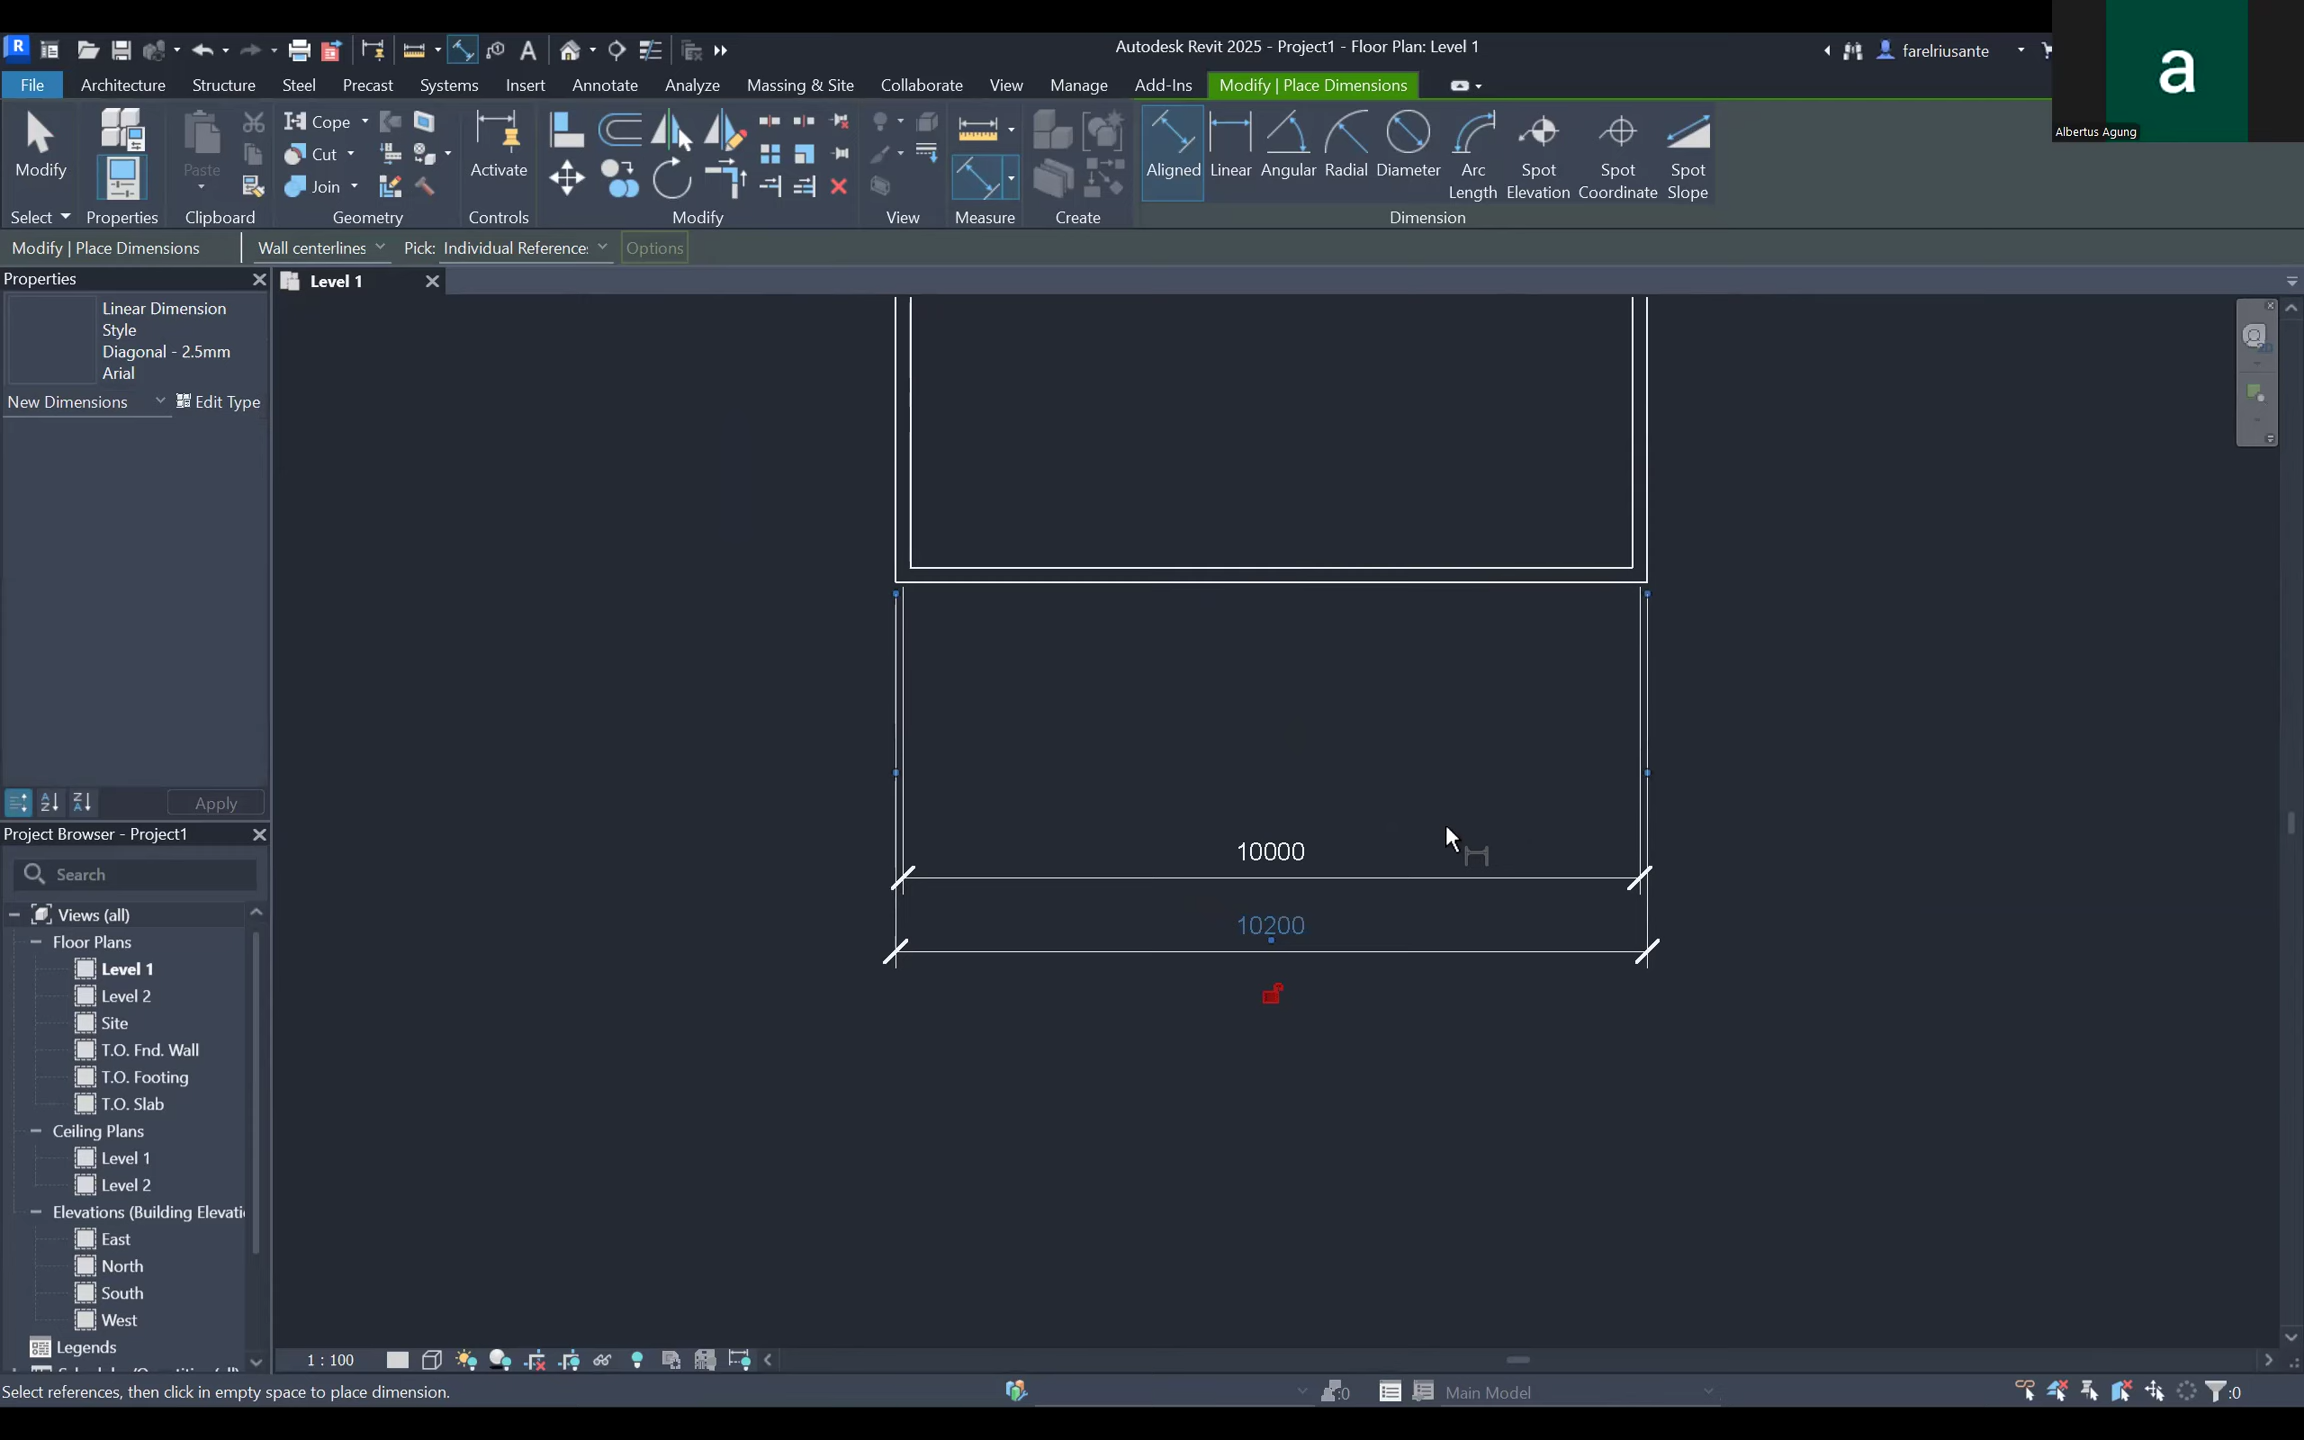 Autodesk Revit 2025 - Project1 - Floor Plan: Level 1
farelriusante
a
Albertus Agung
File Architecture Structure Steel Precast Systems Insert Annotate Analyze Massing & Site Collaborate View Manage Add-Ins Modify | Place Dimensions
Modify
Paste
Cope
Cut
Join
Activate
Aligned Linear Angular Radial Diameter Arc Length Spot Elevation Spot Coordinate Spot Slope
Select Properties Clipboard Geometry Controls Modify View Measure Create Dimension
Modify | Place Dimensions Wall centerlines Pick: Individual Reference Options
Properties
Level 1
Linear Dimension
Style
Diagonal - 2.5mm
Arial
New Dimensions Edit Type
Apply
Project Browser - Project1
Search
Views (all)
Floor Plans
Level 1
Level 2
Site
T.O. Fnd. Wall
T.O. Footing
T.O. Slab
Ceiling Plans
Level 1
Level 2
Elevations (Building Elevati
East
North
South
West
Legends
10000
10200
1 : 100
Select references, then click in empty space to place dimension.
:0
Main Model
:0